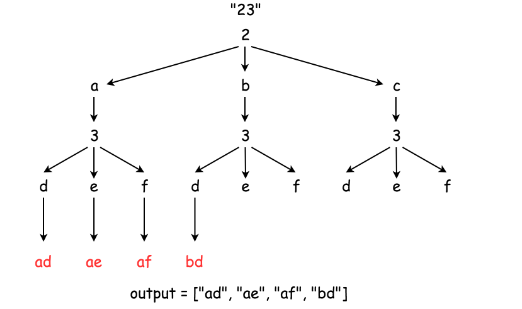 "23"
2
a b c
3 3 3
d e f d e f d e f
ad ae af bd
output = ["ad", "ae", "af", "bd"]